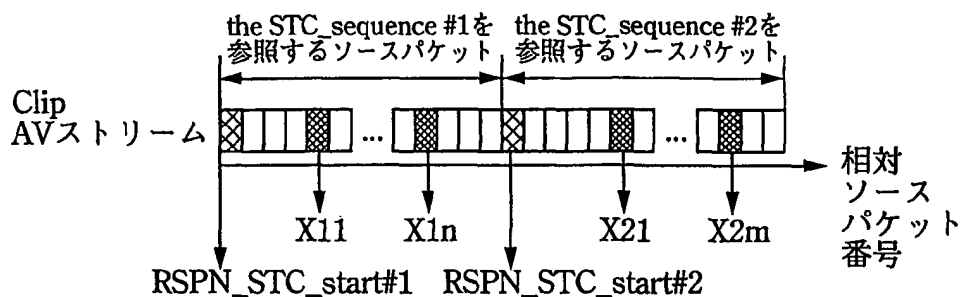 the STC_sequence #1を
参照するソースパケット
the STC_sequence #2を
参照するソースパケット
Clip
AVストリーム
...
...
相対
ソース
パケット
番号
X11
X1n
X21
X2m
RSPN_STC_start#1
RSPN_STC_start#2